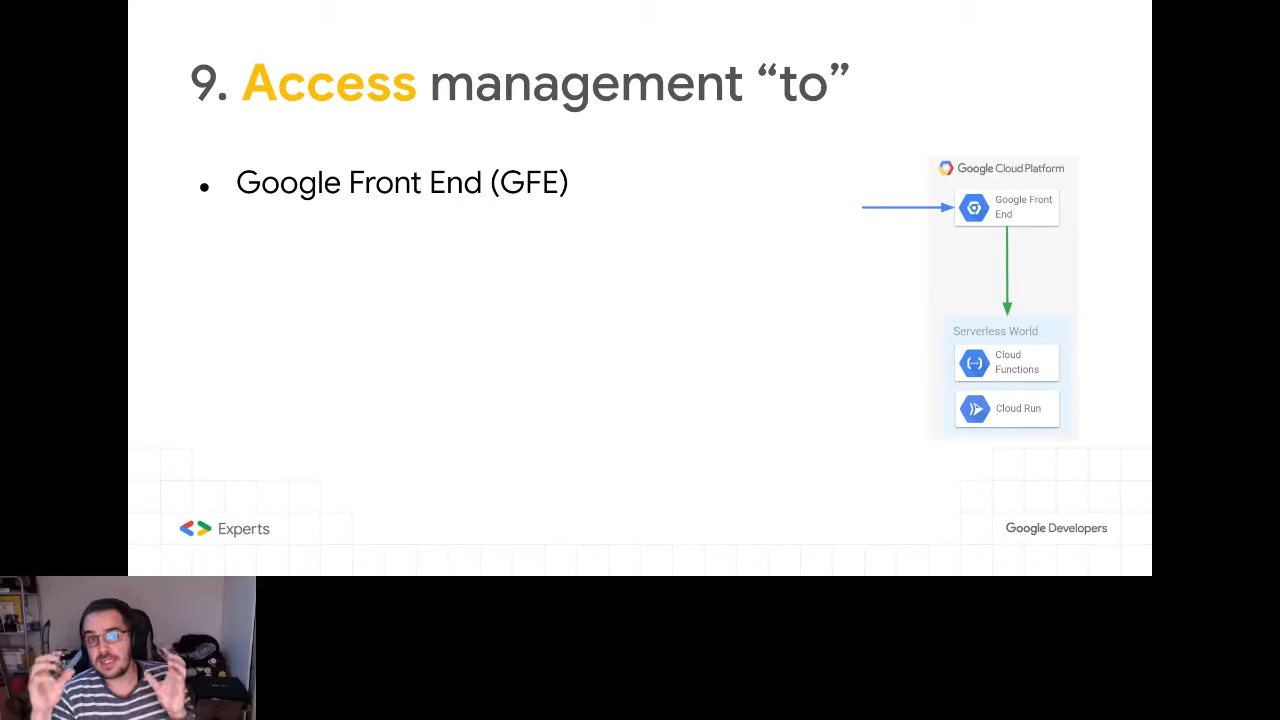 9. Access management “to”
● Google Front End (GFE)
Google Cloud Platform
Google Front
End
Serverless World
Cloud
Functions
Cloud Run
Experts
Google Developers